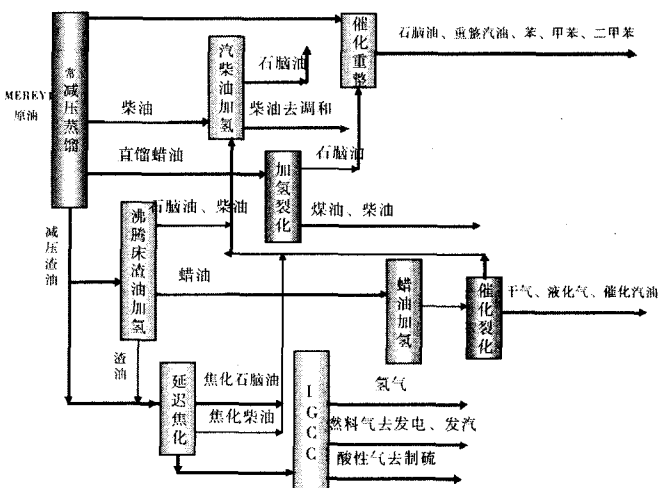 石脑油、重整汽油、苯、甲苯、二甲苯
催化重整
汽柴油加氢
石脑油
常减压蒸馏
MEREY
原油
柴油
柴油去调和
直馏蜡油
石脑油
加氢裂化
煤油、柴油
石脑油、柴油
减压渣油
沸腾床渣油加氢
蜡油
蜡油加氢
催化裂化
干气、液化气、催化汽油
渣油
延迟焦化
焦化石脑油
焦化柴油
IGCC
氢气
燃料气去发电、发汽
酸性气去制硫